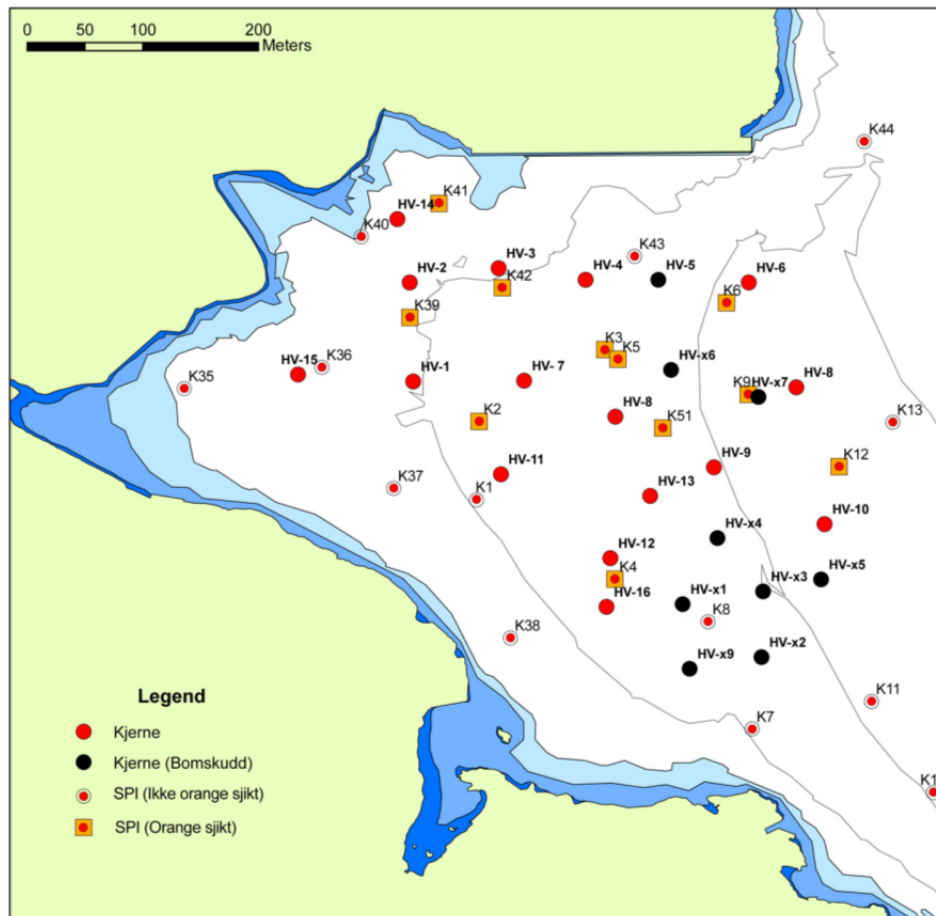 0 50 100 200
Meters
K44
K41
HV-14
K40
K43
HV-3
HV-2
HV-4
HV-5
HV-6
K42
K6
K39
K3
K5
K36
HV-15
HV-x6
K35
HV-1
HV- 7
HV-8
K9
HV-x7
K2
HV-8
K51
K13
HV-9
K12
HV-11
K37
K1
HV-13
HV-10
HV-x4
HV-12
K4
HV-x3
HV-x5
HV-16
HV-x1
K8
K38
HV-x2
HV-x9
Legend
K11
Kjerne
K7
Kjerne (Bomskudd)
SPI (Ikke orange sjikt)
K1
SPI (Orange sjikt)